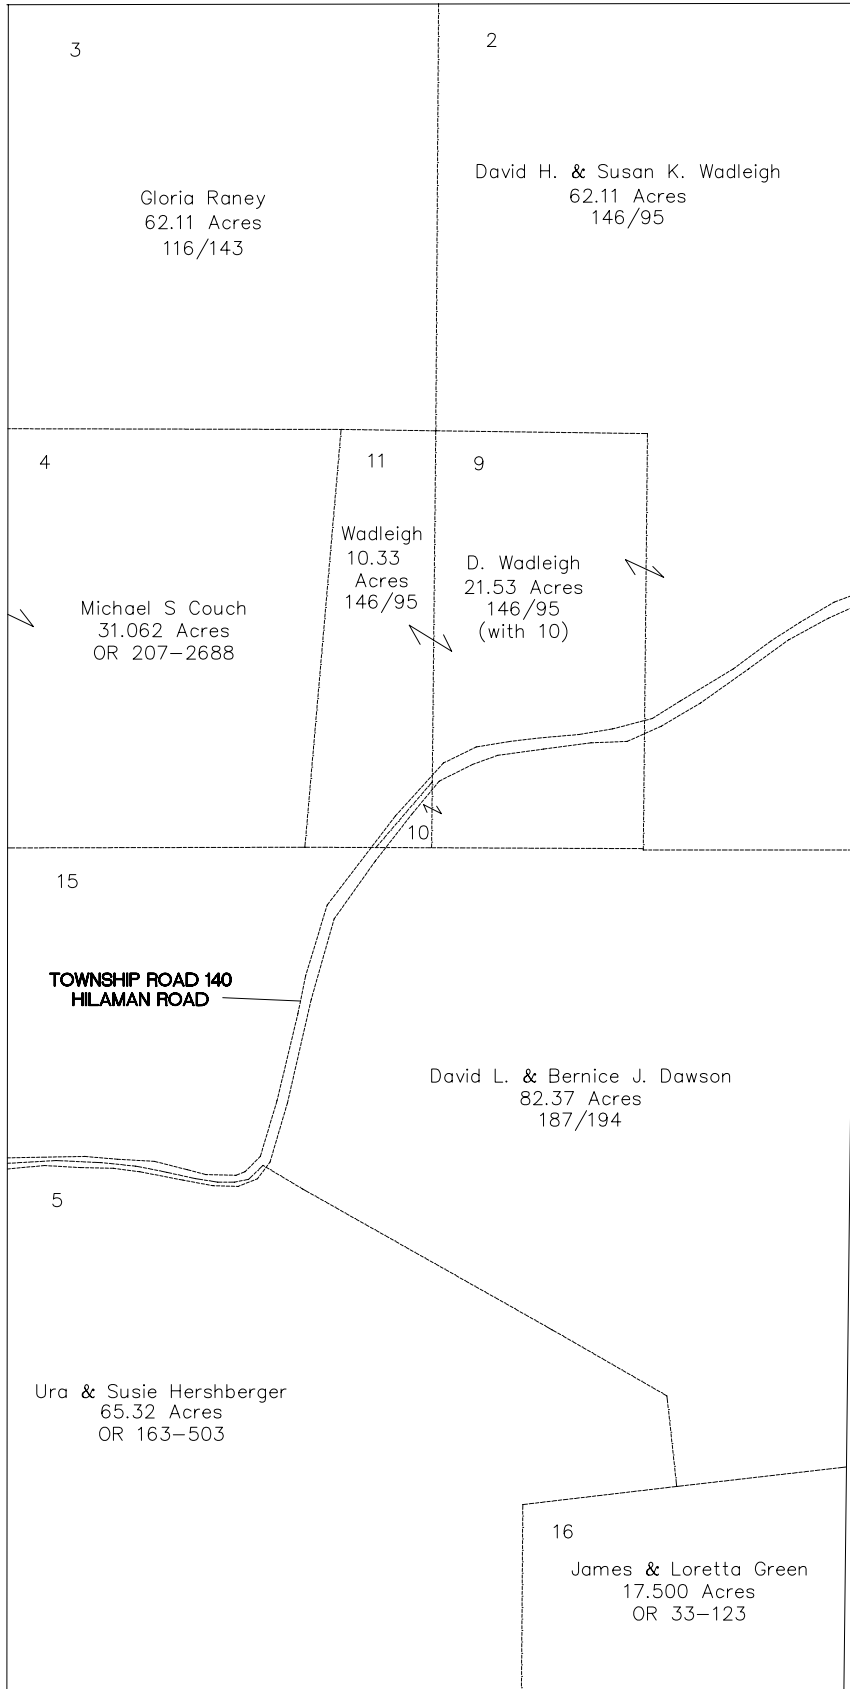 3
2
Gloria Raney
62.11 Acres
116/143
David H. & Susan K. Wadleigh
62.11 Acres
146/95
4
11
9
Wadleigh
10.33
Acres
146/95
D. Wadleigh
21.53 Acres
146/95
(with 10)
Michael S Couch
31.062 Acres
OR 207-2688
10
15
TOWNSHIP ROAD 140
HILAMAN ROAD
David L. & Bernice J. Dawson
82.37 Acres
187/194
5
Ura & Susie Hershberger
65.32 Acres
OR 163-503
16
James & Loretta Green
17.500 Acres
OR 33-123